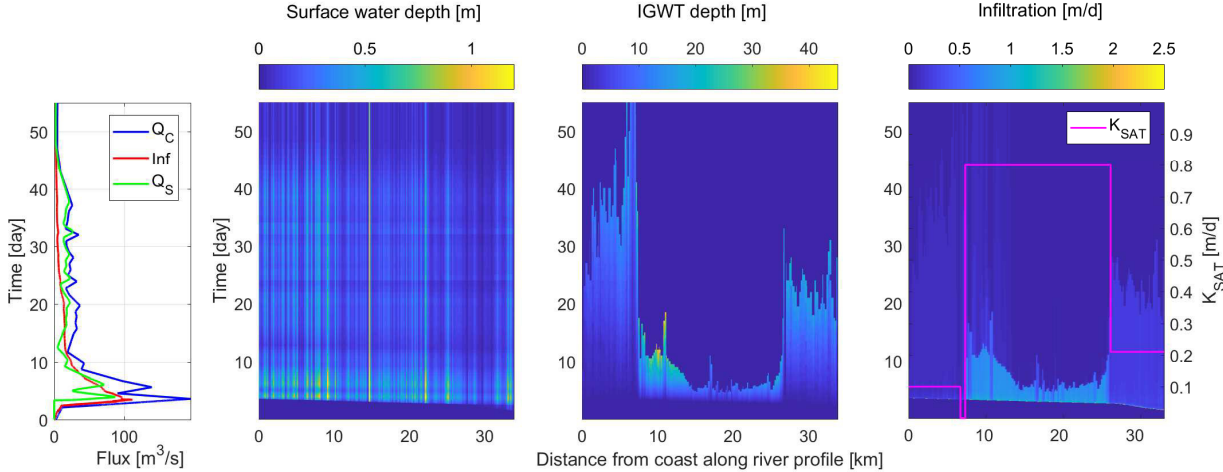 Surface water depth [m]
IGWT depth [m]
Infiltration [m/d]
0 0.5 1
0 10 20 30 40
0 0.5 1 1.5 2 2.5
Q_C
Inf
Q_S
K_SAT
Time [day]
0
10
20
30
40
50
0 100
Flux [m³/s]
Time [day]
0
10
20
30
40
50
0 10 20 30
10
20
30
40
50
0 10 20 30
10
20
30
40
50
0 10 20 30
0.1
0.2
0.3
0.4
0.5
0.6
0.7
0.8
0.9
K_SAT [m/d]
Distance from coast along river profile [km]